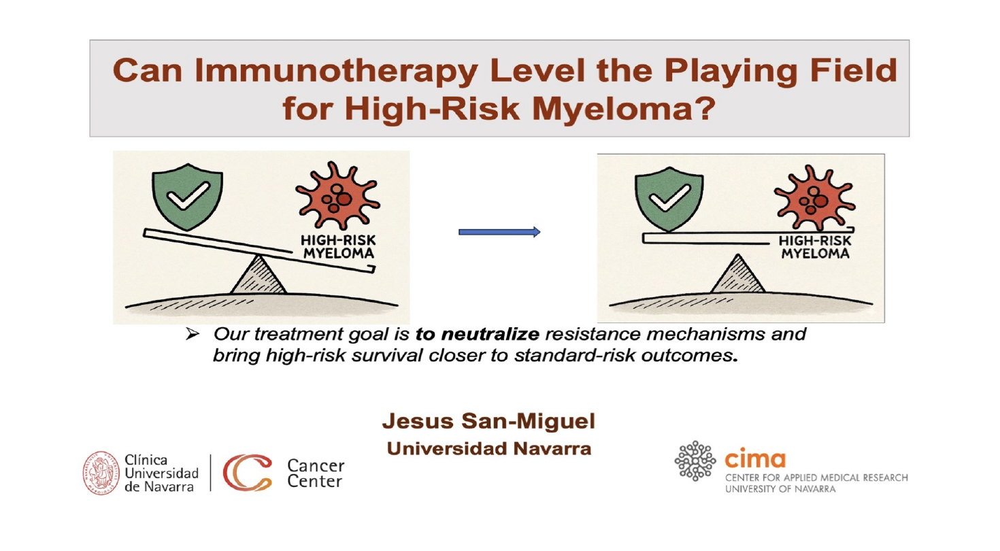 Can Immunotherapy Level the Playing Field
for High-Risk Myeloma?
HIGH-RISK
MYELOMA
HIGH-RISK
MYELOMA
➢ Our treatment goal is to neutralize resistance mechanisms and
bring high-risk survival closer to standard-risk outcomes.
Jesus San-Miguel
Universidad Navarra
Clínica
Universidad
de Navarra
Cancer
Center
cima
CENTER FOR APPLIED MEDICAL RESEARCH
UNIVERSITY OF NAVARRA